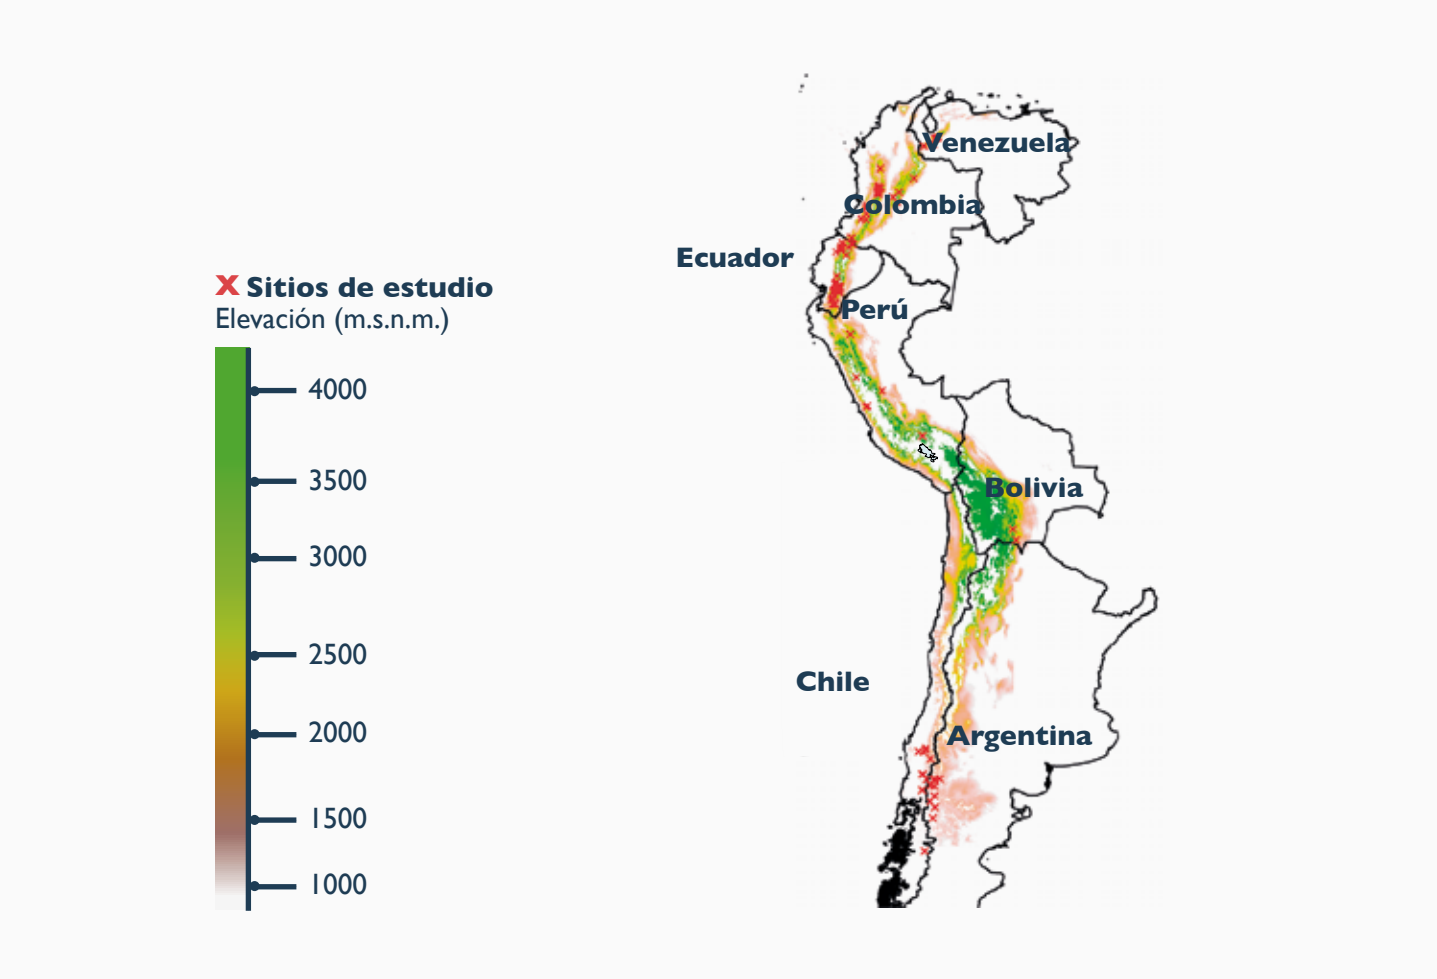 Venezuela
Colombia
Ecuador
X Sitios de estudio
Perú
Elevación (m.s.n.m.)
4000
3500
Bolivia
3000
2500
Chile
2000
Argentina
1500
1000